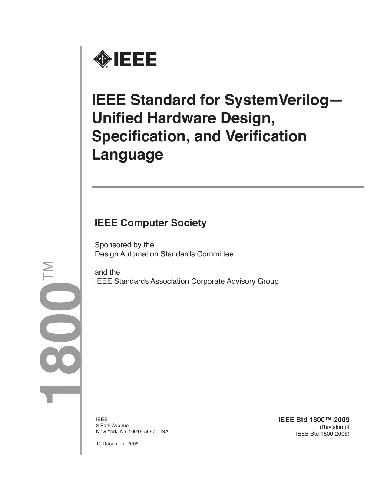 IEEE
IEEE Standard for SystemVerilog—
Unified Hardware Design,
Specification, and Verification
Language
IEEE Computer Society
Sponsored by the
Design Automation Standards Committee
and the
IEEE Standards Association Corporate Advisory Group
1800™
IEEE
3 Park Avenue
New York, NY 10016-5997, USA
11 December 2009
IEEE Std 1800™-2009
(Revision of
IEEE Std 1800-2005)